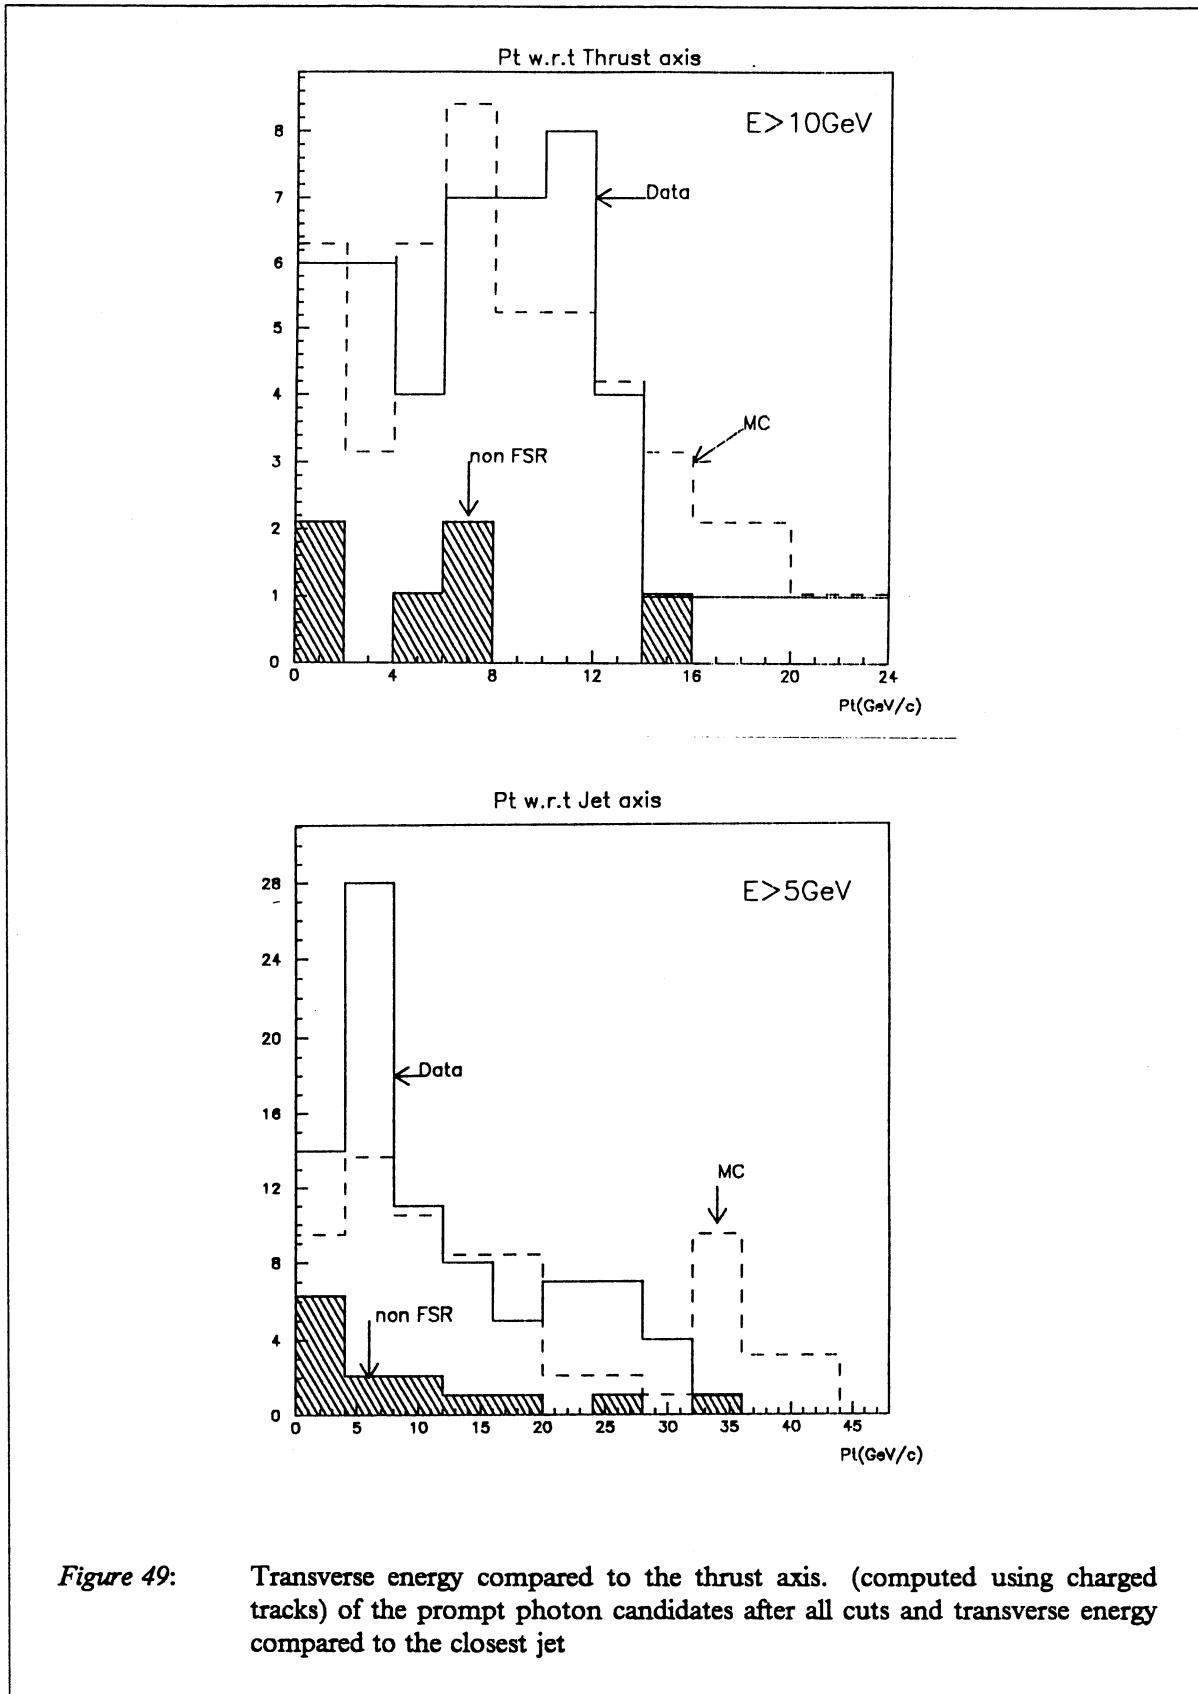 Pt w.r.t Thrust axis
E>10GeV
8
7
6
5
4
3
2
1
0
Data
MC
non FSR
0 4 8 12 16 20 24
Pt(GeV/c)
Pt w.r.t Jet axis
E>5GeV
28
24
20
16
12
8
4
0
Data
MC
non FSR
0 5 10 15 20 25 30 35 40 45
Pt(GeV/c)
Figure 49: Transverse energy compared to the thrust axis. (computed using charged
tracks) of the prompt photon candidates after all cuts and transverse energy
compared to the closest jet